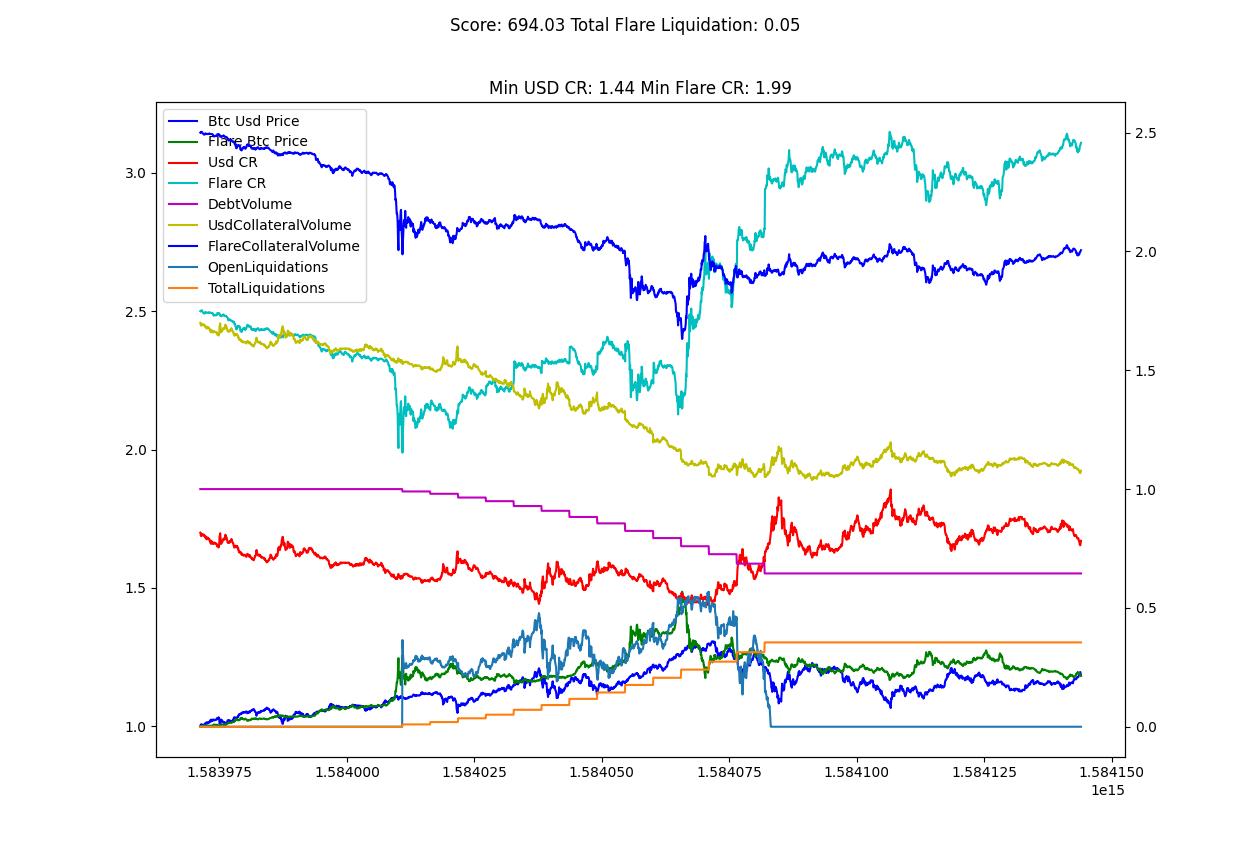 Score: 694.03 Total Flare Liquidation: 0.05
Min USD CR: 1.44 Min Flare CR: 1.99
Btc Usd Price
Flare Btc Price
Usd CR
Flare CR
DebtVolume
UsdCollateralVolume
FlareCollateralVolume
OpenLiquidations
TotalLiquidations
3.0
2.5
2.0
1.5
1.0
2.5
2.0
1.5
1.0
0.5
0.0
1.583975 1.584000 1.584025 1.584050 1.584075 1.584100 1.584125 1.584150
1e15